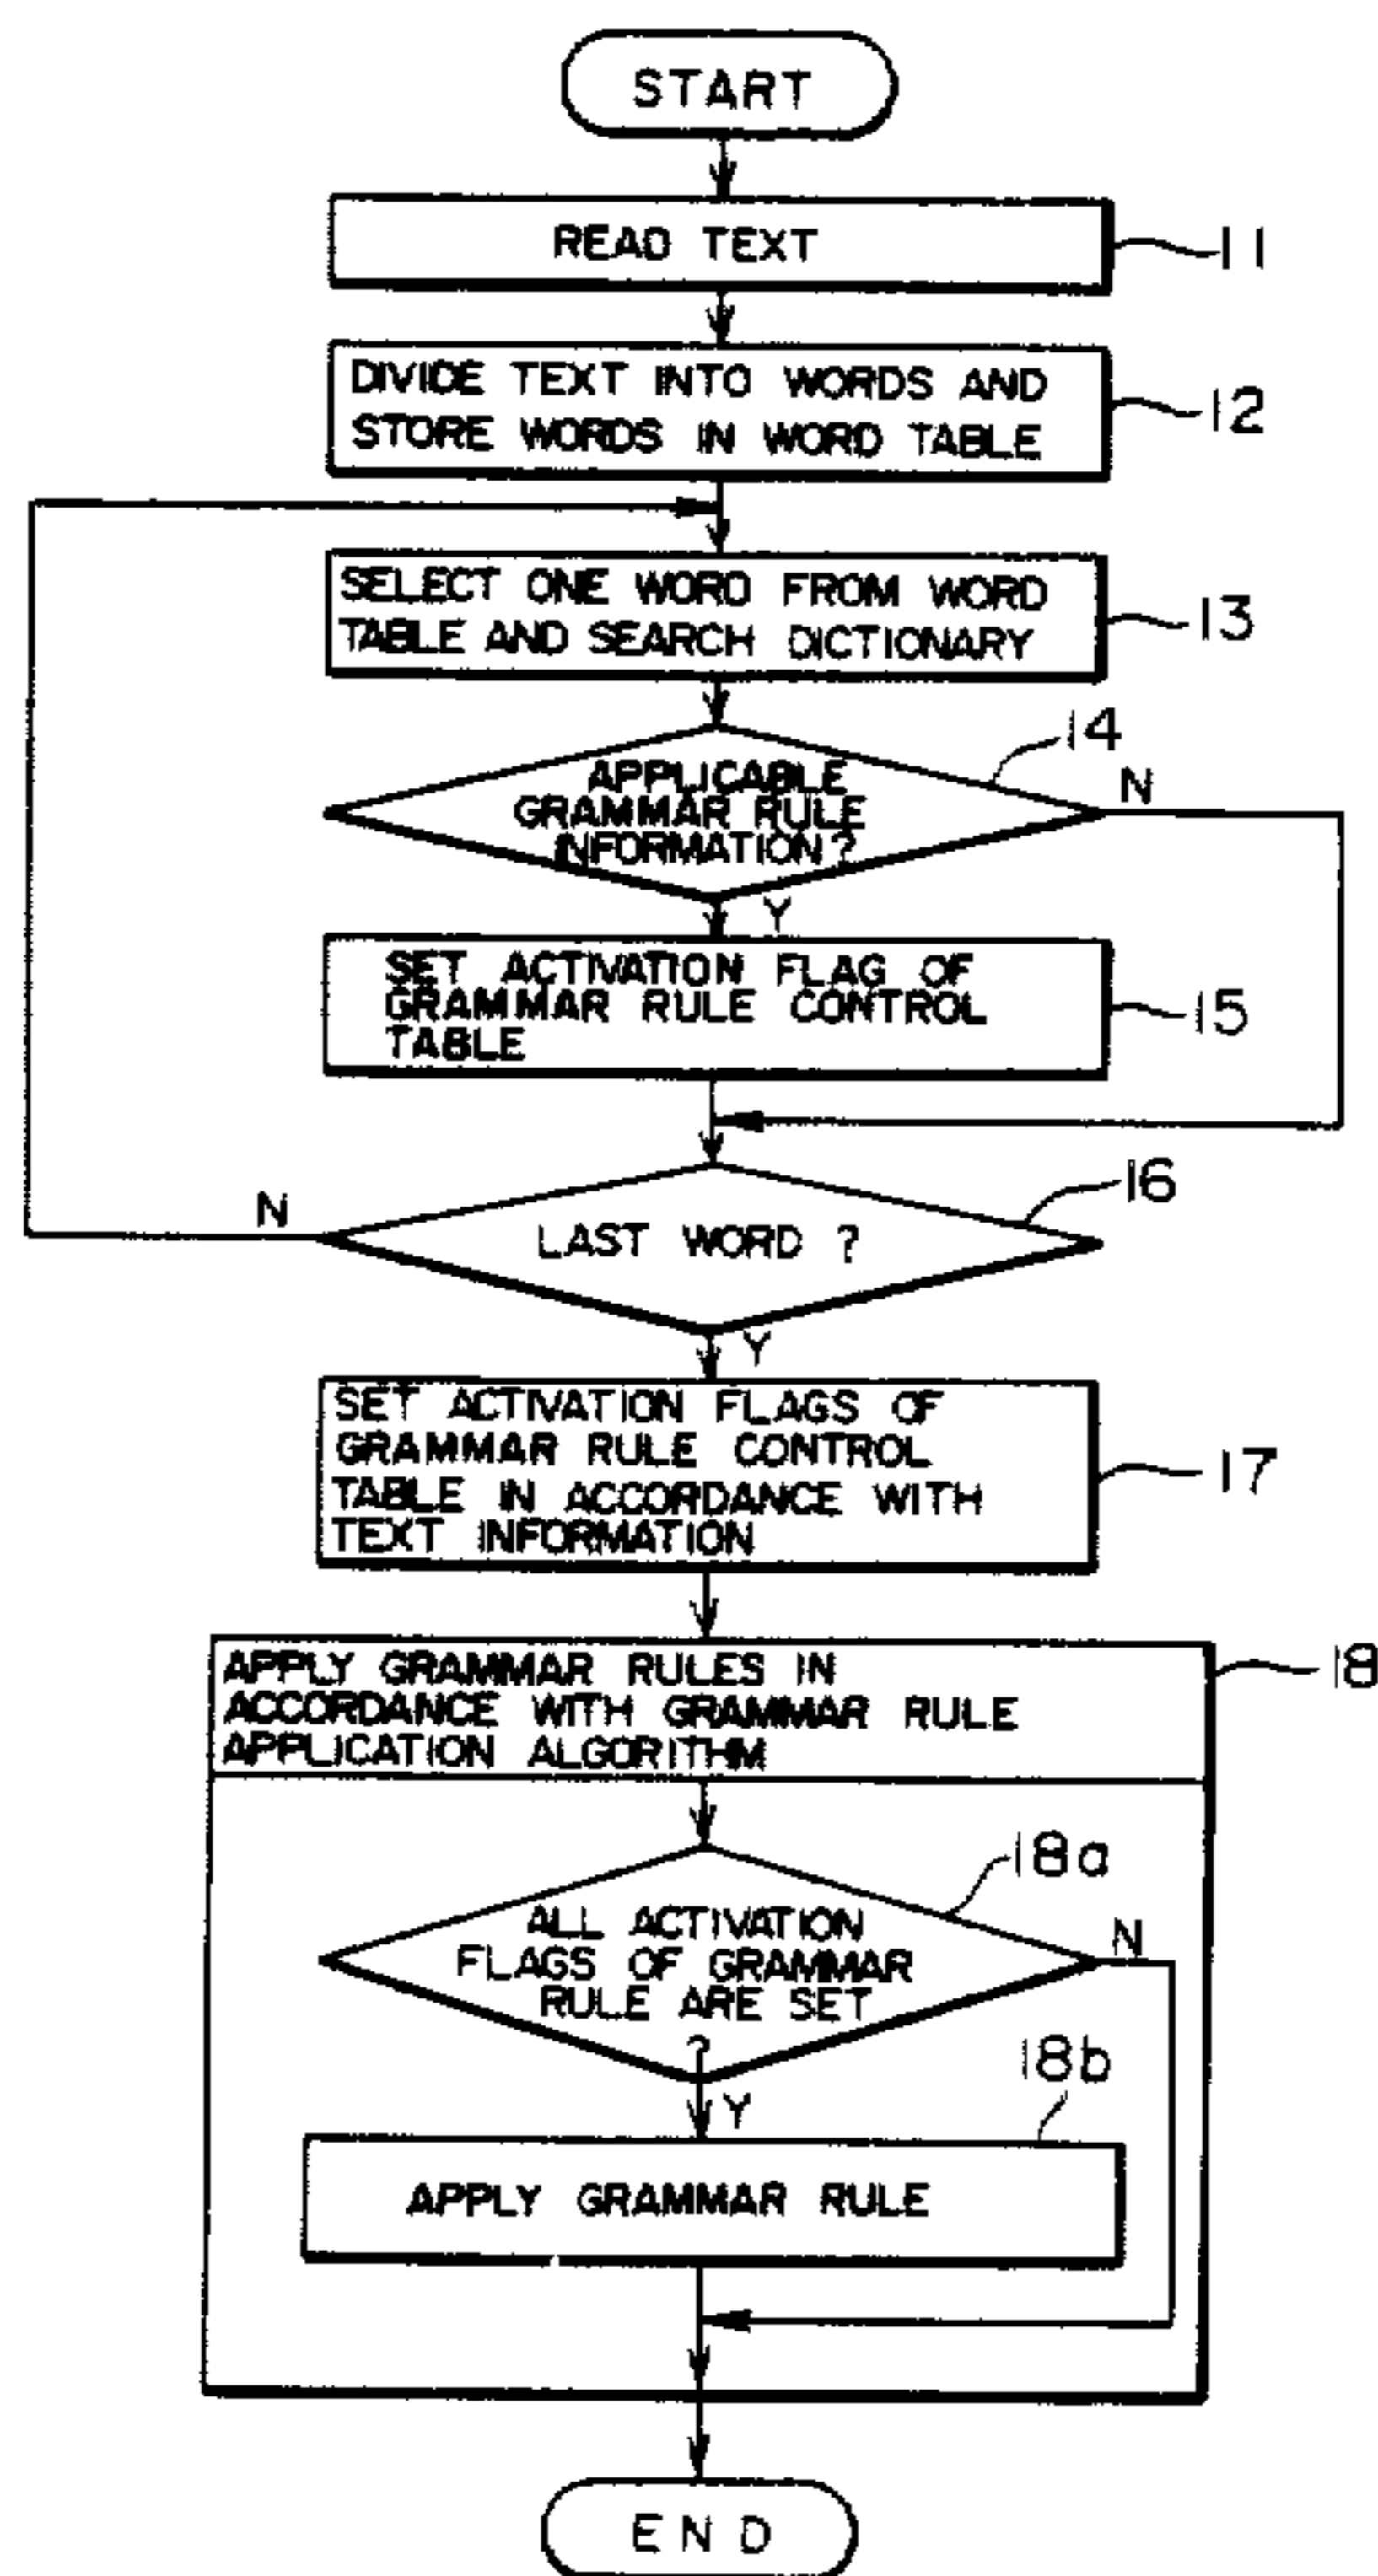 START
READ TEXT
11
DIVIDE TEXT INTO WORDS AND
STORE WORDS IN WORD TABLE
12
SELECT ONE WORD FROM WORD
TABLE AND SEARCH DICTIONARY
13
14
APPLICABLE
GRAMMAR RULE
INFORMATION?
N
Y
SET ACTIVATION FLAG OF
GRAMMAR RULE CONTROL
TABLE
15
16
LAST WORD ?
N
Y
SET ACTIVATION FLAGS OF
GRAMMAR RULE CONTROL
TABLE IN ACCORDANCE WITH
TEXT INFORMATION
17
APPLY GRAMMAR RULES IN
ACCORDANCE WITH GRAMMAR RULE
APPLICATION ALGORITHM
18
18a
ALL ACTIVATION
FLAGS OF GRAMMAR
RULE ARE SET
?
N
Y
18b
APPLY GRAMMAR RULE
END